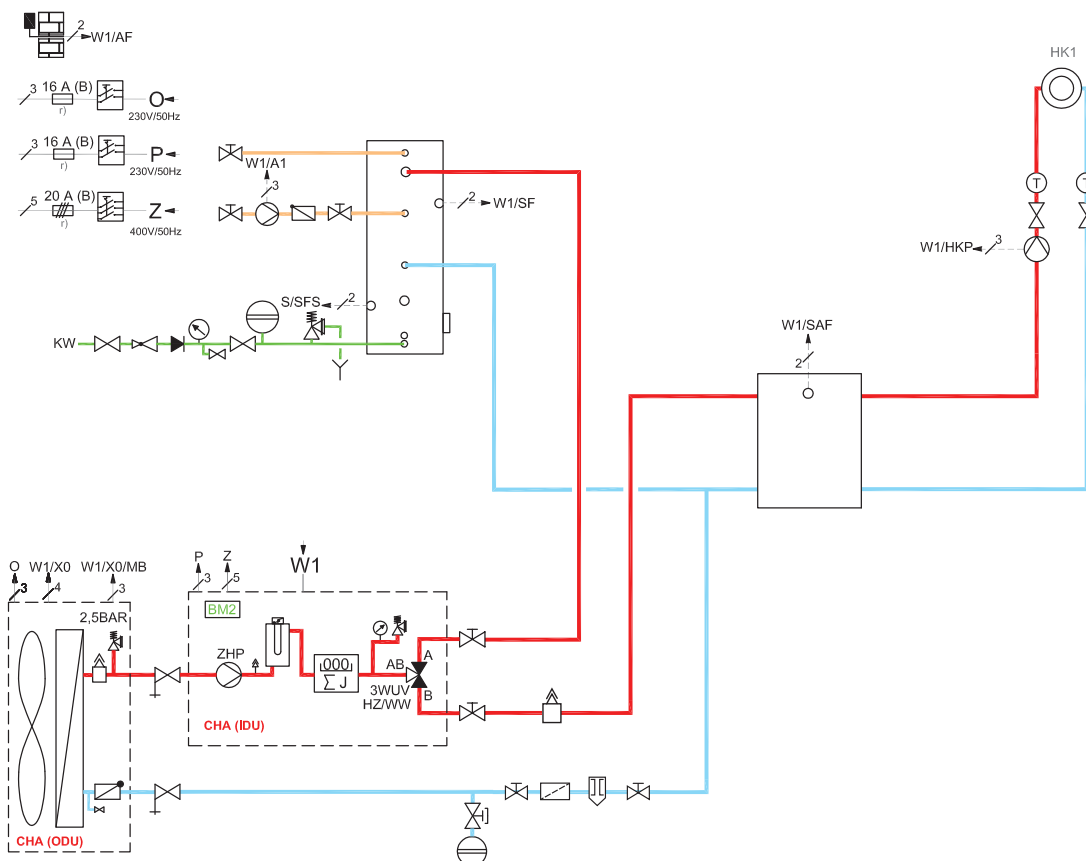 2
W1/AF
HK1
3
16 A (B)
O
r)
230V/50Hz
3
16 A (B)
P
r)
230V/50Hz
W1/A1
3
5
20 A (B)
Z
r)
400V/50Hz
2
W1/SF
T
T
W1/HKP
3
S/SFS
2
KW
W1/SAF
2
O
W1/X0
W1/X0/MB
3
4
3
P
Z
3
5
W1
2,5BAR
BM2
ZHP
000
Σ J
AB
A
B
3WUV
HZ/WW
CHA (IDU)
CHA (ODU)